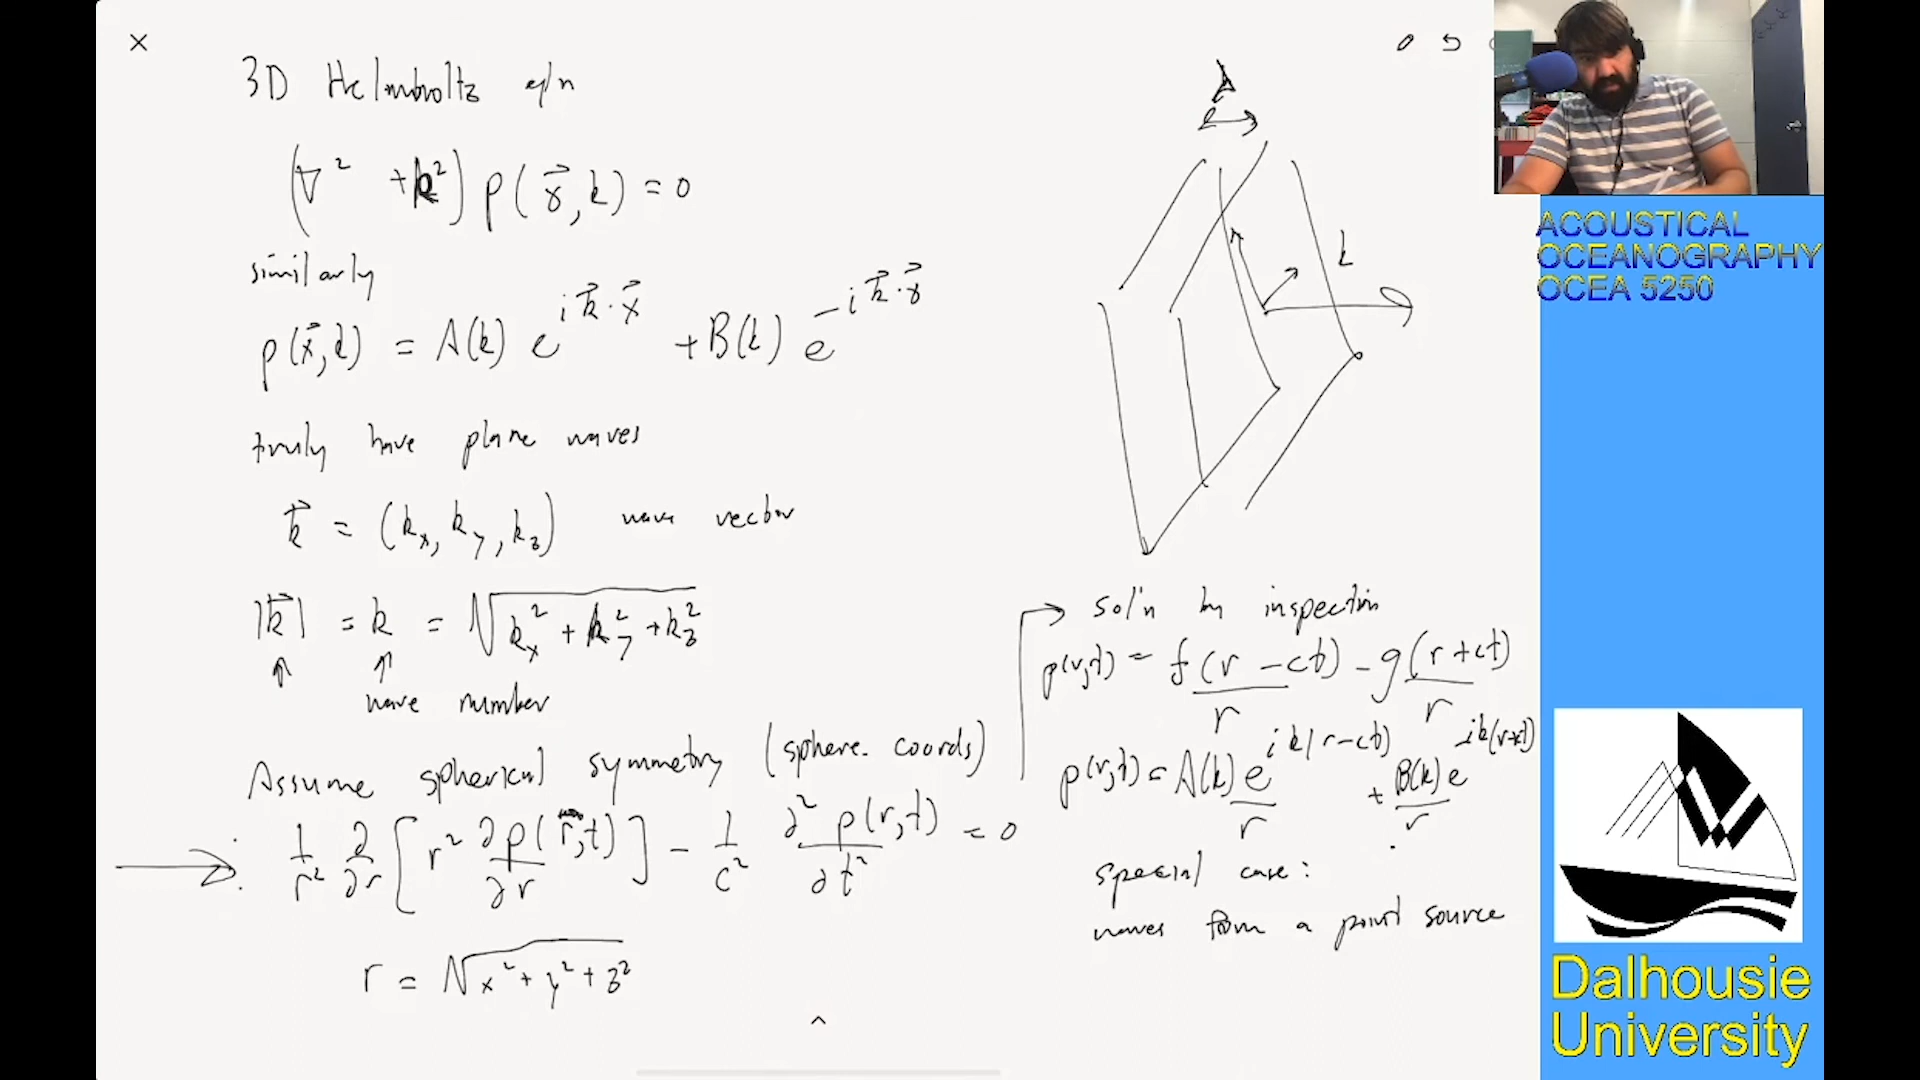 3D Helmholtz eq'n
(∇² + k²) p(r⃗, k) = 0
similarly
p(x⃗, k) = A(k) e^{i k⃗·x⃗} + B(k) e^{-i k⃗·r⃗}
truly have plane waves
k⃗ = (kx, ky, kz) wave vector
|k⃗| = k = √(kx² + ky² + kz²)
wave number
Assume spherical symmetry (sphere. coords)
1/r² ∂/∂r [r² ∂p(r,t)/∂r] − 1/c² ∂²p(r,t)/∂t² = 0
r = √(x² + y² + z²)
λ
k
sol'n by inspection
p(r,t) = f(r − ct)/r − g(r + ct)/r
p(r,t) = A(k) e^{ik(r−ct)}/r + B(k) e^{ik(r+ct)}/r
special case:
waves from a point source
ACOUSTICAL
OCEANOGRAPHY
OCEA 5250
Dalhousie
University